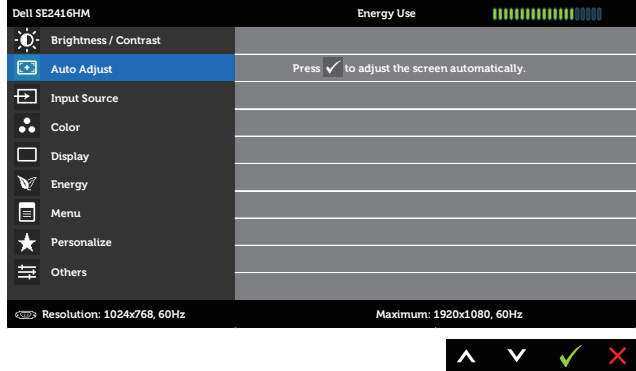 Dell SE2416HM Energy Use
Brightness / Contrast
Auto Adjust Press ✓ to adjust the screen automatically.
Input Source
Color
Display
Energy
Menu
Personalize
Others
Resolution: 1024x768, 60Hz Maximum: 1920x1080, 60Hz